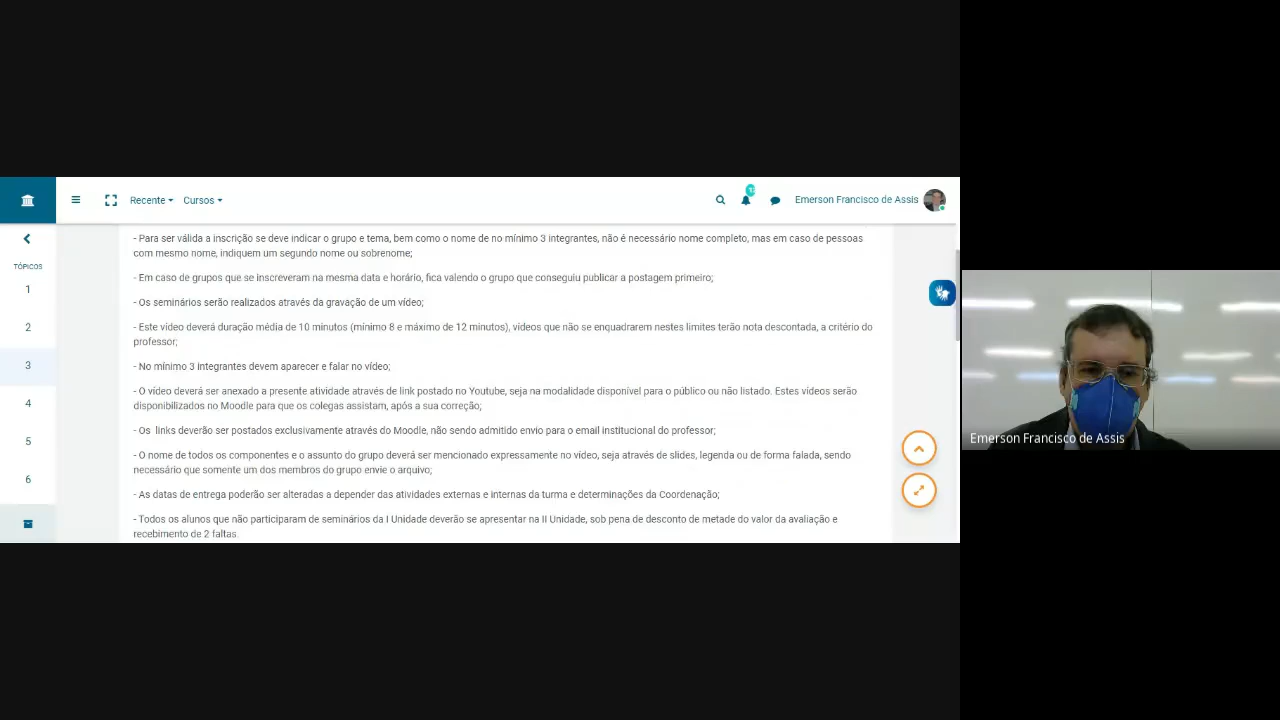 Recente
Cursos
Emerson Francisco de Assis
TÓPICOS
1
2
3
4
5
6
- Para ser válida a inscrição se deve indicar o grupo e tema, bem como o nome de no mínimo 3 integrantes, não é necessário nome completo, mas em caso de pessoas
com mesmo nome, indiquem um segundo nome ou sobrenome;
- Em caso de grupos que se inscreveram na mesma data e horário, fica valendo o grupo que conseguiu publicar a postagem primeiro;
- Os seminários serão realizados através da gravação de um vídeo;
- Este vídeo deverá duração média de 10 minutos (mínimo 8 e máximo de 12 minutos), vídeos que não se enquadrarem nestes limites terão nota descontada, a critério do
professor;
- No mínimo 3 integrantes devem aparecer e falar no vídeo;
- O vídeo deverá ser anexado a presente atividade através de link postado no Youtube, seja na modalidade disponível para o público ou não listado. Estes vídeos serão
disponibilizados no Moodle para que os colegas assistam, após a sua correção;
- Os links deverão ser postados exclusivamente através do Moodle, não sendo admitido envio para o email institucional do professor;
- O nome de todos os componentes e o assunto do grupo deverá ser mencionado expressamente no vídeo, seja através de slides, legenda ou de forma falada, sendo
necessário que somente um dos membros do grupo envie o arquivo;
- As datas de entrega poderão ser alteradas a depender das atividades externas e internas da turma e determinações da Coordenação;
- Todos os alunos que não participaram de seminários da I Unidade deverão se apresentar na II Unidade, sob pena de desconto de metade do valor da avaliação e
recebimento de 2 faltas.
Emerson Francisco de Assis